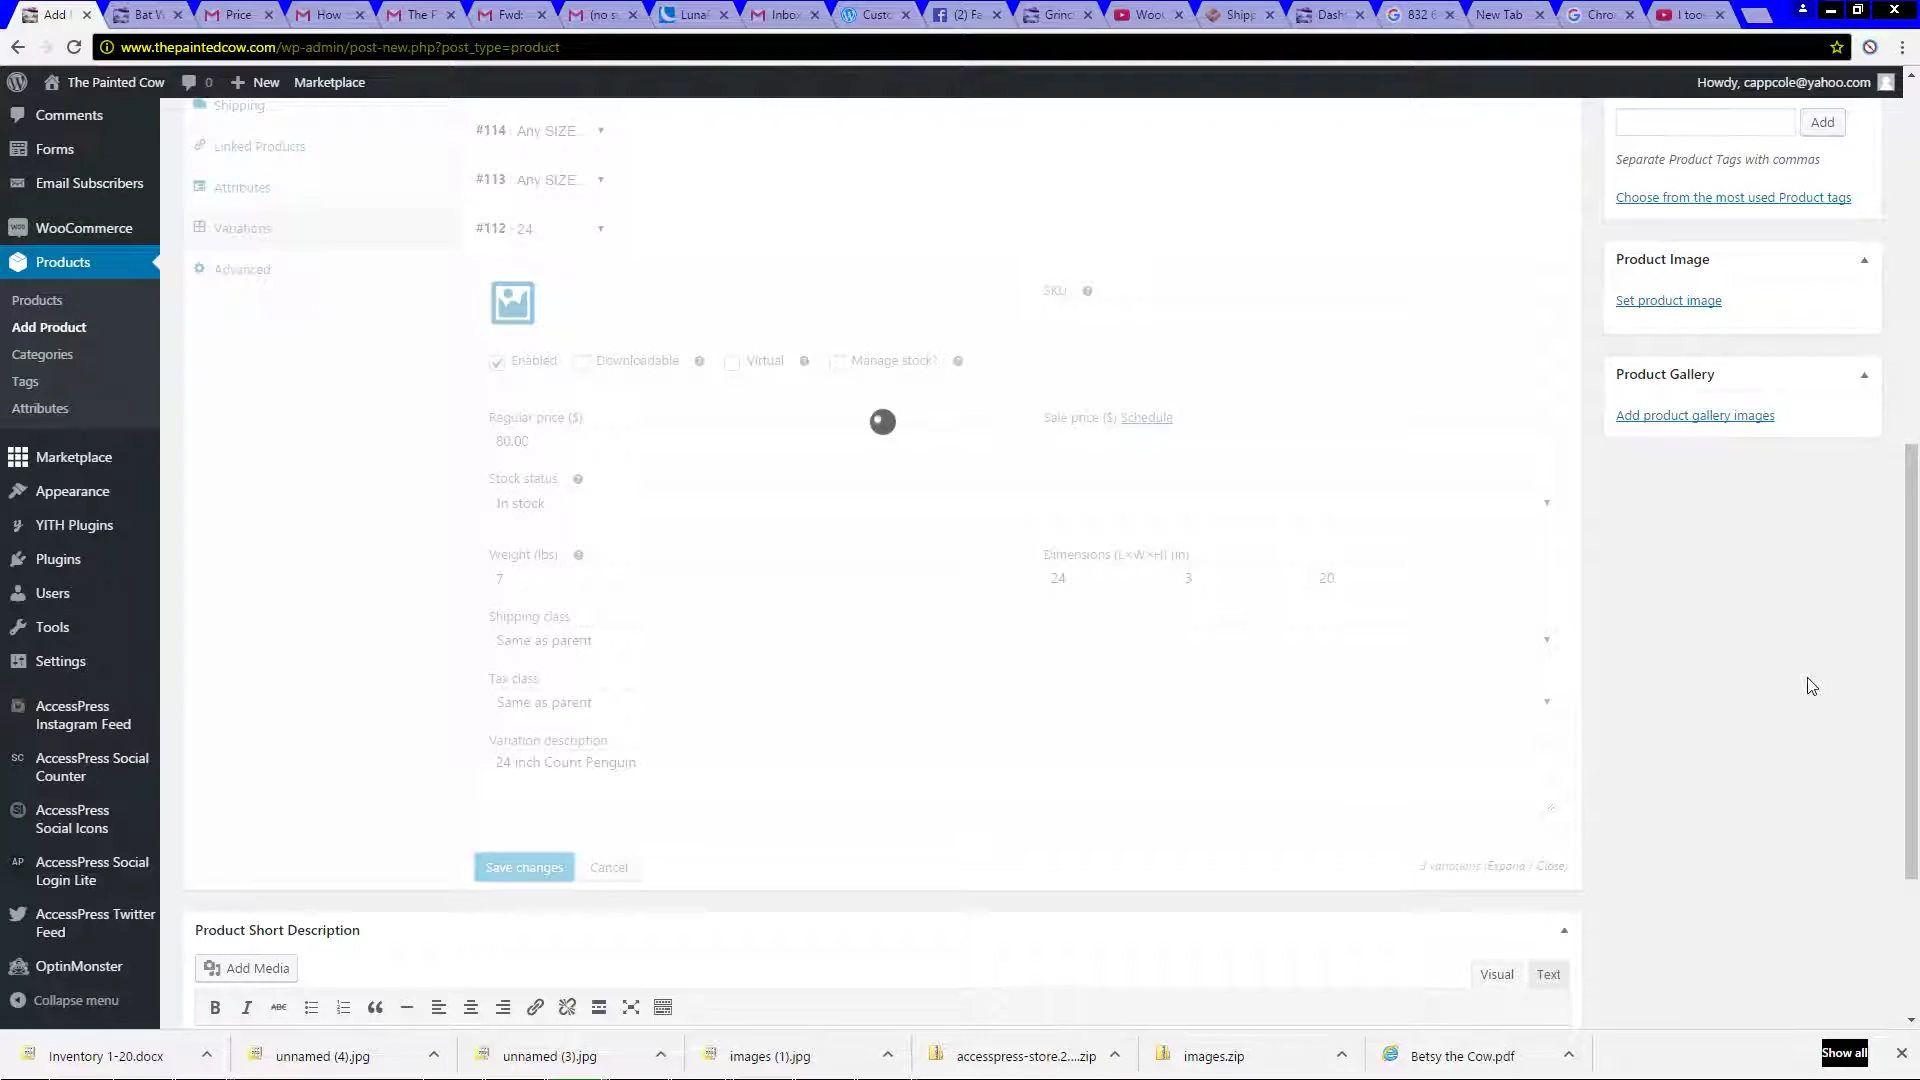 Add I
Bat W
Price
How
The F
Fwd:
(no s
Luna
Inbo
Custo
(2) Fa
Grinc
Woo
Shipp
Dash
832 6
New Tab
Chro
I too
www.thepaintedcow.com/wp-admin/post-new.php?post_type=product
The Painted Cow
0
New
Marketplace
Howdy, cappcole@yahoo.com
Comments
Forms
Email Subscribers
WooCommerce
Products
Products
Add Product
Categories
Tags
Attributes
Marketplace
Appearance
YITH Plugins
Plugins
Users
Tools
Settings
AccessPress
Instagram Feed
SC AccessPress Social
Counter
AccessPress
Social Icons
AP AccessPress Social
Login Lite
AccessPress Twitter
Feed
OptinMonster
Collapse menu
Shipping
Linked Products
Attributes
Variations
Advanced
#114 Any SIZE...
#113 Any SIZE...
#112 24
SKU
Enabled
Downloadable
Virtual
Manage stock?
Regular price ($)
80.00
Sale price ($) Schedule
Stock status
In stock
Weight (lbs)
7
Dimensions (L×W×H) (in)
24
3
20
Shipping class
Same as parent
Tax class
Same as parent
Variation description
24 inch Count Penguin
Save changes
Cancel
3 variations (Expand / Close)
Product Short Description
Add Media
Visual
Text
B I ABC
Add
Separate Product Tags with commas
Choose from the most used Product tags
Product Image
Set product image
Product Gallery
Add product gallery images
Inventory 1-20.docx
unnamed (4).jpg
unnamed (3).jpg
images (1).jpg
accesspress-store.2....zip
images.zip
Betsy the Cow.pdf
Show all